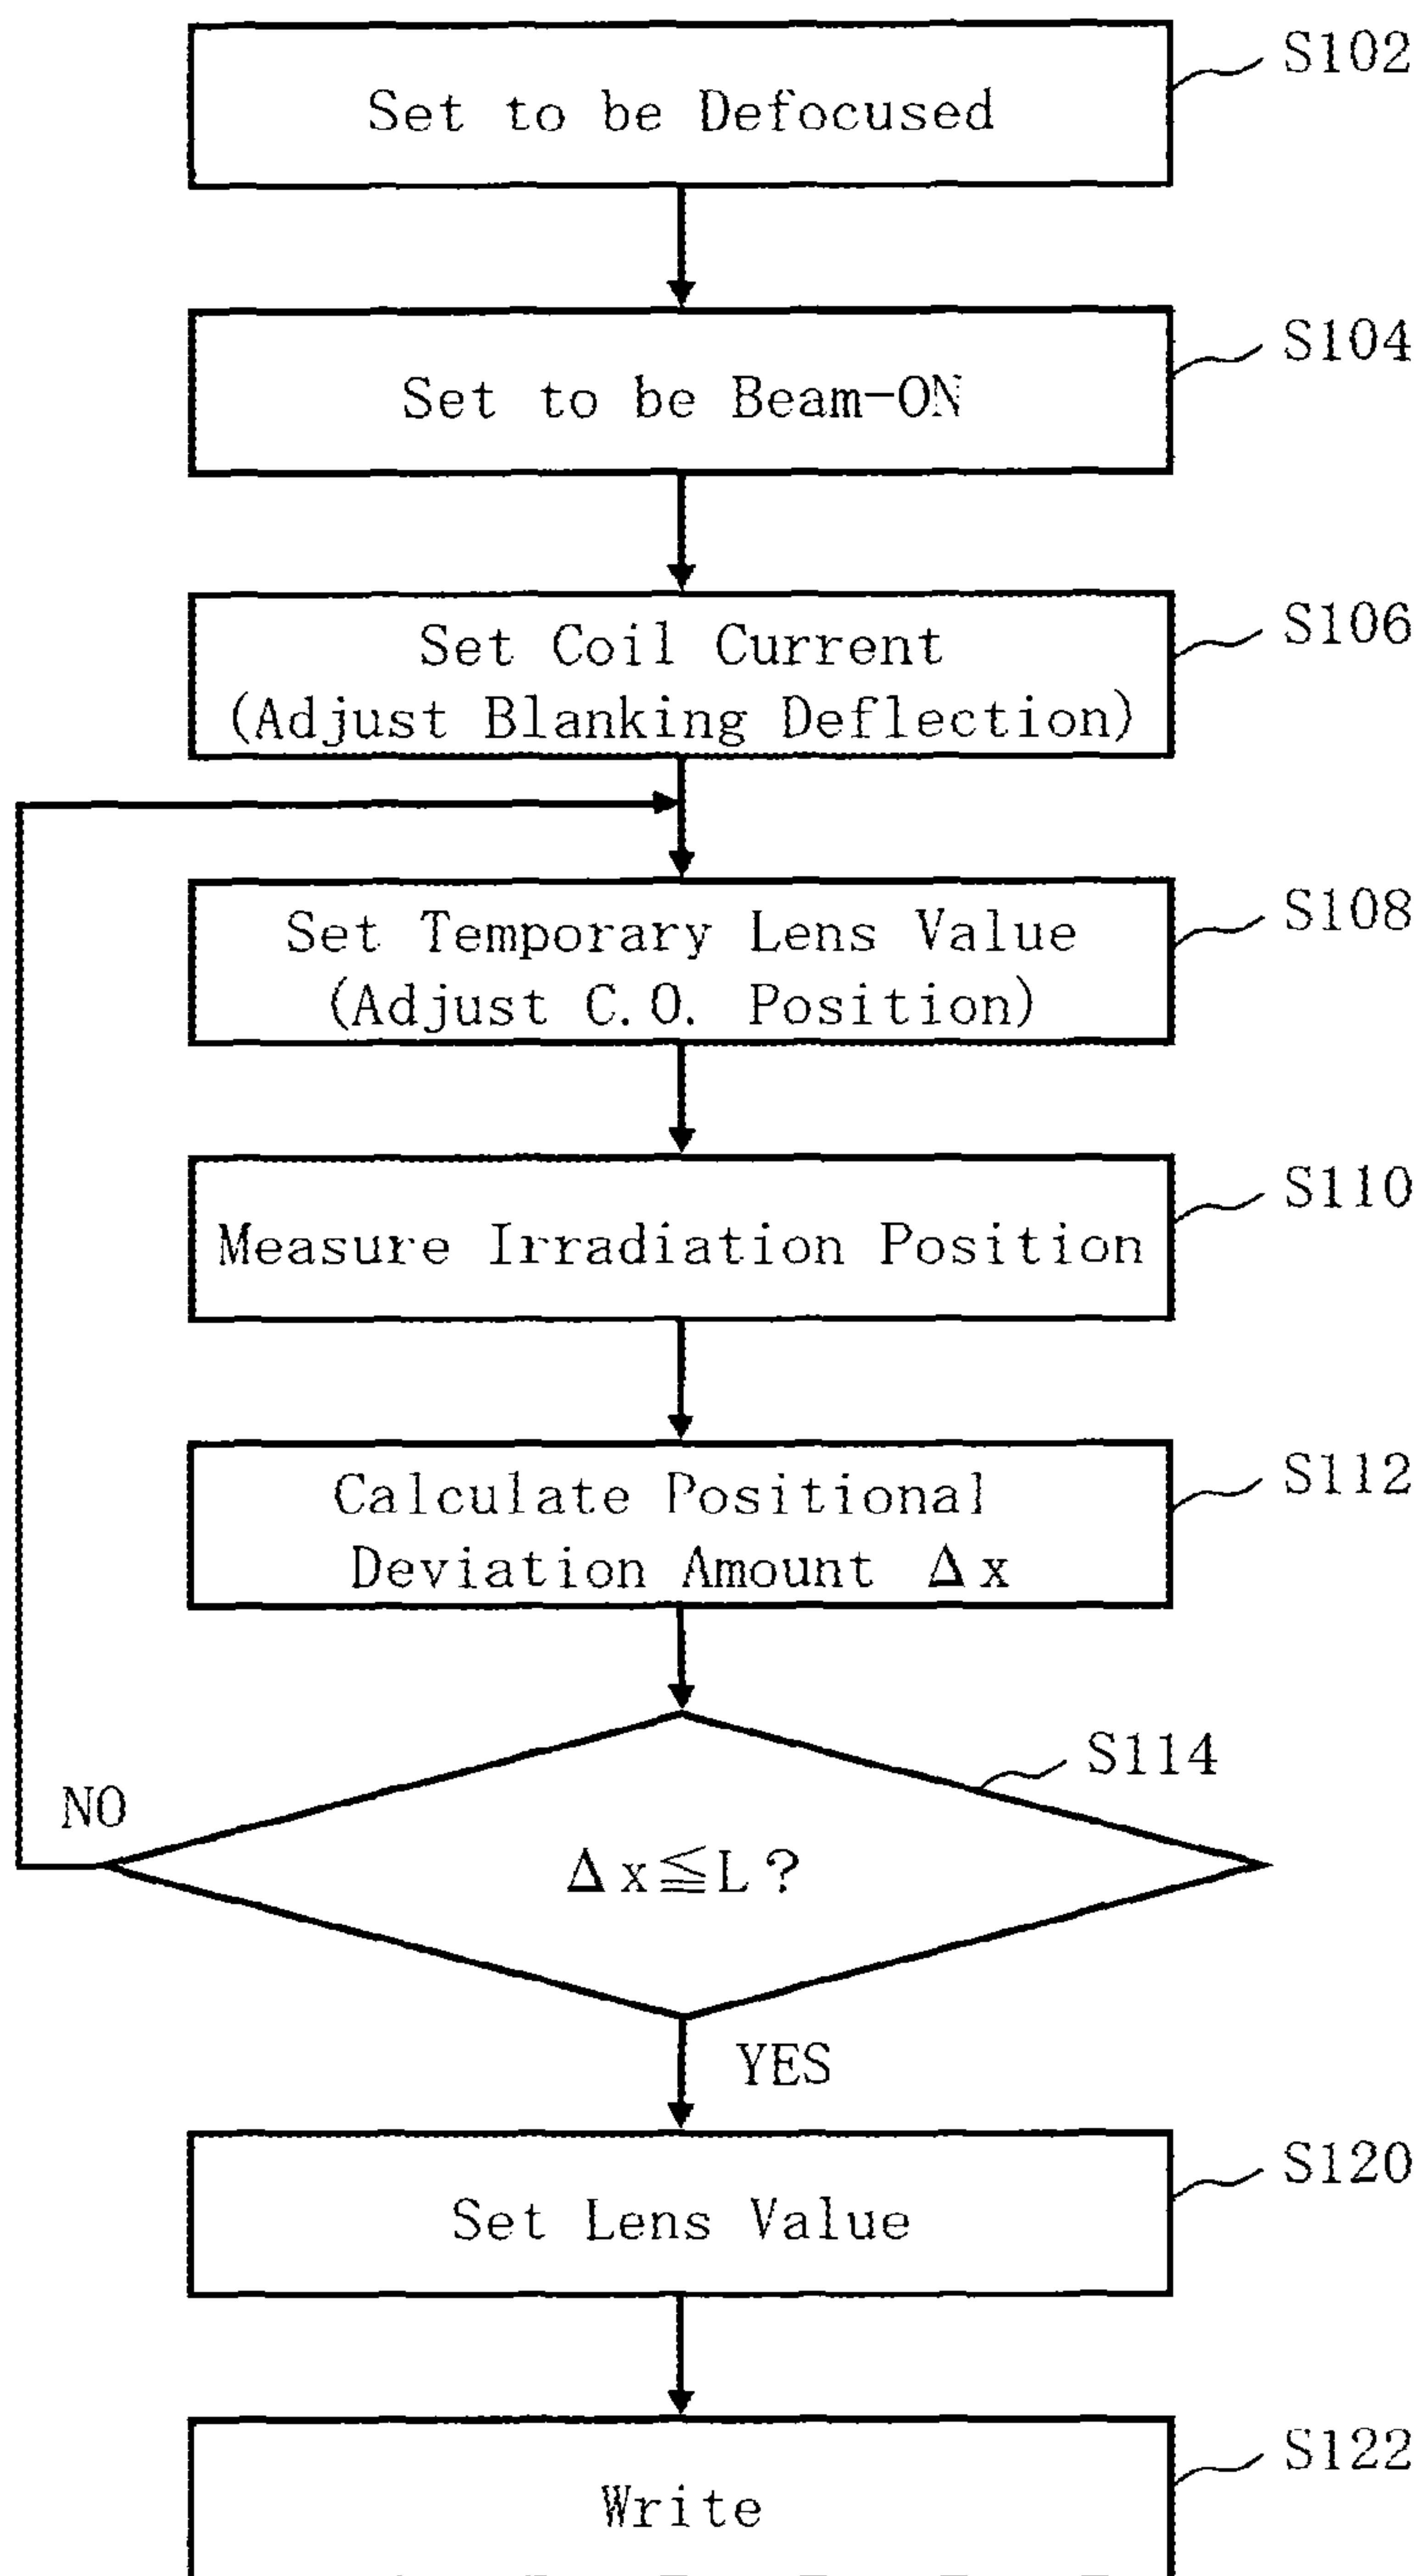 Set to be Defocused
S102
Set to be Beam-ON
S104
Set Coil Current
(Adjust Blanking Deflection)
S106
Set Temporary Lens Value
(Adjust C.O. Position)
S108
Measure Irradiation Position
S110
Calculate Positional
Deviation Amount Δx
S112
Δx≦L?
S114
NO
YES
Set Lens Value
S120
Write
S122